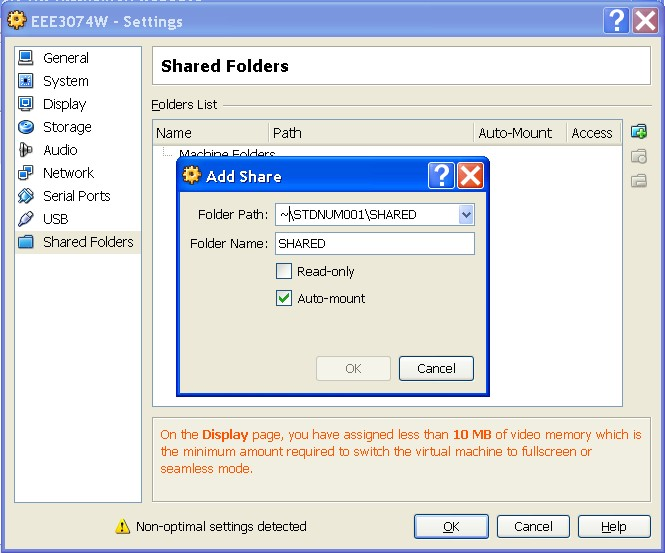 EEE3074W - Settings
General
System
Display
Storage
Audio
Network
Serial Ports
USB
Shared Folders
Shared Folders
Folders List
Name Path Auto-Mount Access
Machine Folders
Add Share
Folder Path: ~\STDNUM001\SHARED
Folder Name: SHARED
Read-only
Auto-mount
OK Cancel
On the Display page, you have assigned less than 10 MB of video memory which is
the minimum amount required to switch the virtual machine to fullscreen or
seamless mode.
Non-optimal settings detected
OK Cancel Help